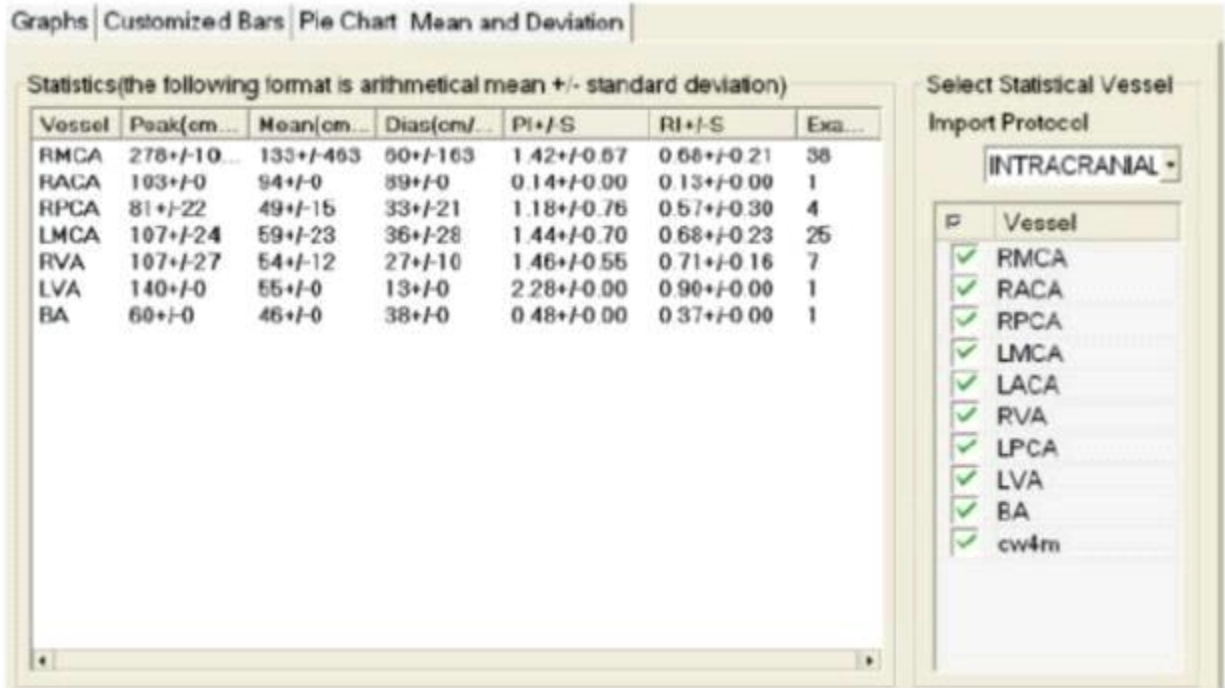 Graphs Customized Bars Pie Chart Mean and Deviation
Statistics(the following format is arithmetical mean +/- standard deviation)
Vessel Peak(cm... Mean(cm... Dias(cm/... PI+/-S RI+/-S Exa...
RMCA 278+/-10... 133+/-463 60+/-163 1.42+/-0.67 0.68+/-0.21 38
RACA 103+/-0 94+/-0 89+/-0 0.14+/-0.00 0.13+/-0.00 1
RPCA 81+/-22 49+/-15 33+/-21 1.18+/-0.76 0.57+/-0.30 4
LMCA 107+/-24 59+/-23 36+/-28 1.44+/-0.70 0.68+/-0.23 25
RVA 107+/-27 54+/-12 27+/-10 1.46+/-0.55 0.71+/-0.16 7
LVA 140+/-0 55+/-0 13+/-0 2.28+/-0.00 0.90+/-0.00 1
BA 60+/-0 46+/-0 38+/-0 0.48+/-0.00 0.37+/-0.00 1
Select Statistical Vessel
Import Protocol
INTRACRANIAL
Vessel
RMCA
RACA
RPCA
LMCA
LACA
RVA
LPCA
LVA
BA
cw4m